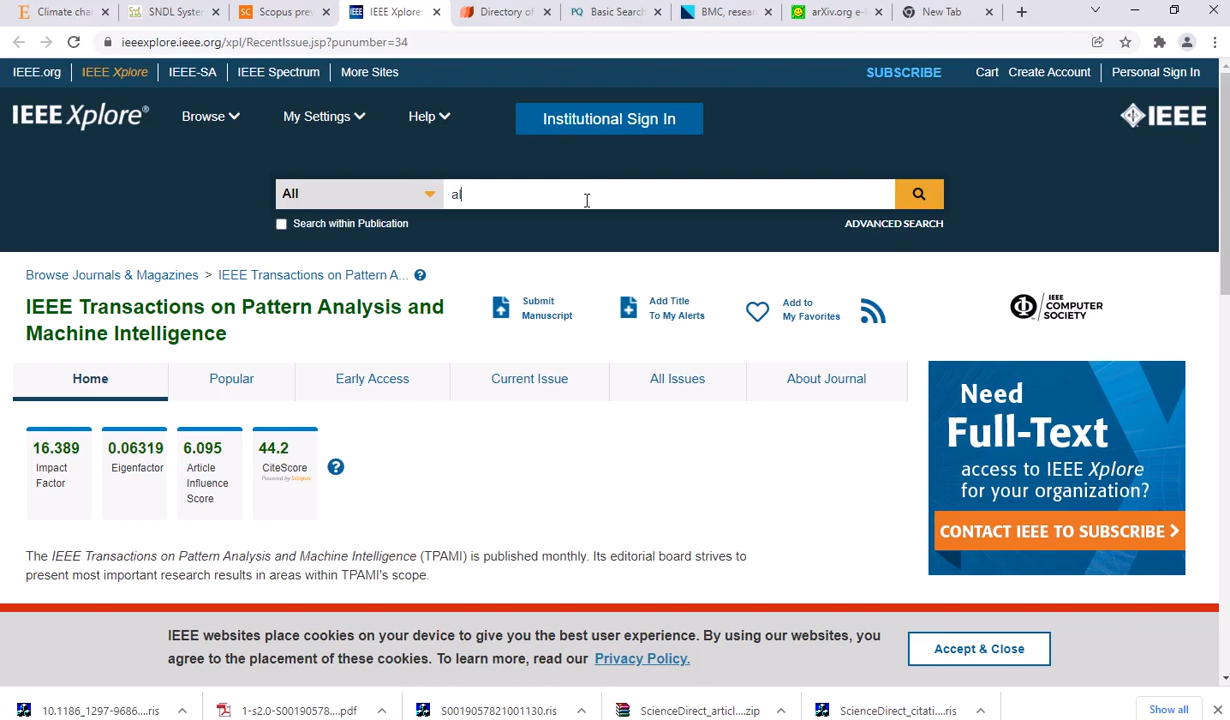 Climate chan
SNDL System
SC Scopus prev
IEEE Xplore
Directory of
PQ Basic Search
BMC, resear
arXiv.org e-
New Tab
ieeexplore.ieee.org/xpl/RecentIssue.jsp?punumber=34
IEEE.org
IEEE Xplore
IEEE-SA
IEEE Spectrum
More Sites
SUBSCRIBE
Cart
Create Account
Personal Sign In
IEEE Xplore®
Browse
My Settings
Help
Institutional Sign In
IEEE
All
al
Search within Publication
ADVANCED SEARCH
Browse Journals & Magazines > IEEE Transactions on Pattern A...
IEEE Transactions on Pattern Analysis and
Machine Intelligence
Submit
Manuscript
Add Title
To My Alerts
Add to
My Favorites
IEEE
COMPUTER
SOCIETY
Home
Popular
Early Access
Current Issue
All Issues
About Journal
16.389
Impact
Factor
0.06319
Eigenfactor
6.095
Article
Influence
Score
44.2
CiteScore
Powered by Scopus
Need
Full-Text
access to IEEE Xplore
for your organization?
CONTACT IEEE TO SUBSCRIBE >
The IEEE Transactions on Pattern Analysis and Machine Intelligence (TPAMI) is published monthly. Its editorial board strives to
present most important research results in areas within TPAMI's scope.
IEEE websites place cookies on your device to give you the best user experience. By using our websites, you
agree to the placement of these cookies. To learn more, read our Privacy Policy.
Accept & Close
10.1186_1297-9686....ris
1-s2.0-S00190578....pdf
S0019057821001130.ris
ScienceDirect_articl....zip
ScienceDirect_citati....ris
Show all